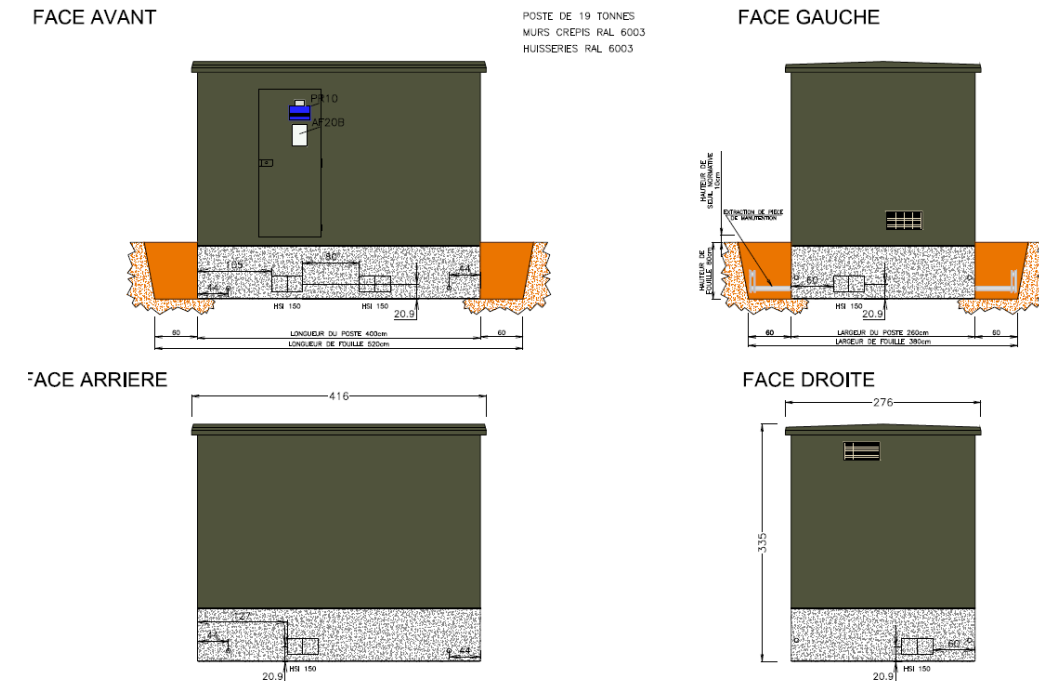 FACE AVANT
POSTE DE 19 TONNES
MURS CREPIS RAL 6003
HUISSERIES RAL 6003
FACE GAUCHE
PR10
AF20B
HAUTEUR DE
SEUIL NORMATIVE
10cm
EXTRACTION DE PIECE
DE MANUTENTION
HAUTEUR DE
FOUILLE 80cm
105
80
44
44
HSI 150
HSI 150
20.9
60
LONGUEUR DU POSTE 400cm
60
LONGUEUR DE FOUILLE 520cm
60
HSI 150
20.9
60
LARGEUR DU POSTE 260cm
60
LARGEUR DE FOUILLE 380cm
FACE ARRIERE
416
127
44
44
HSI 150
20.9
FACE DROITE
276
335
60
HSI 150
20.9